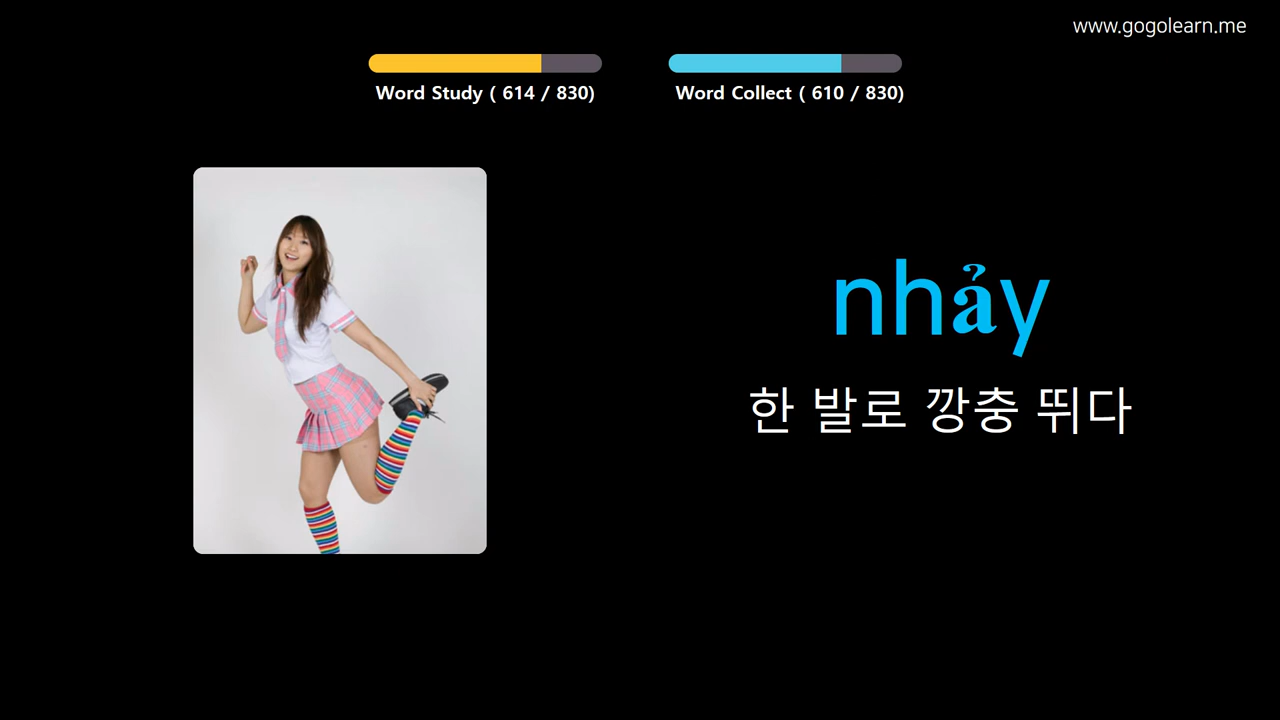 www.gogolearn.me
Word Study ( 614 / 830)
Word Collect ( 610 / 830)
nhảy
한 발로 깡충 뛰다